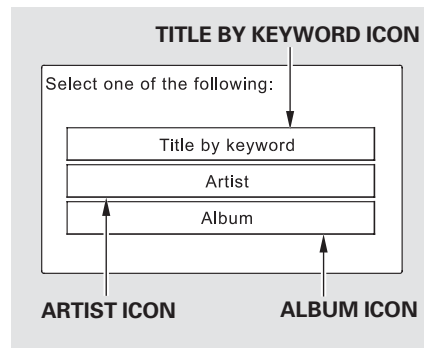 TITLE BY KEYWORD ICON
Select one of the following:
Title by keyword
Artist
Album
ARTIST ICON
ALBUM ICON